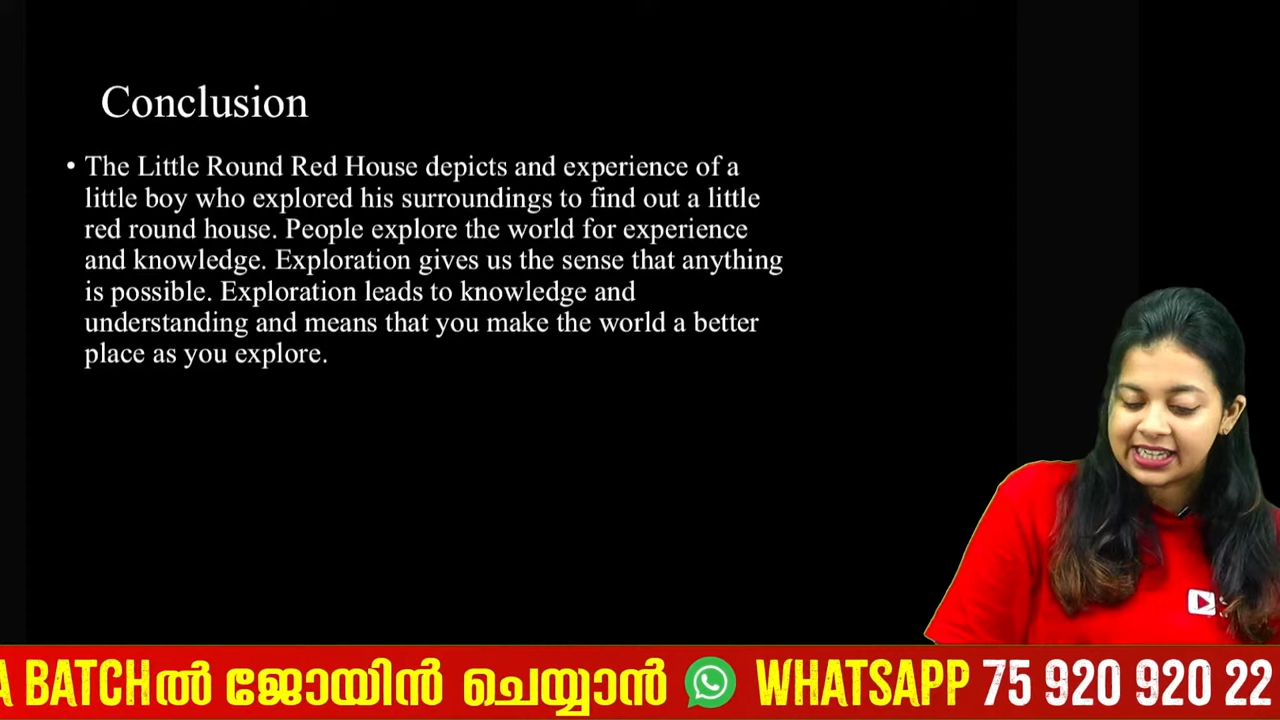 Conclusion
• The Little Round Red House depicts and experience of a
little boy who explored his surroundings to find out a little
red round house. People explore the world for experience
and knowledge. Exploration gives us the sense that anything
is possible. Exploration leads to knowledge and
understanding and means that you make the world a better
place as you explore.
A BATCHൽ ജോയിൻ ചെയ്യാൻ WHATSAPP 75 920 920 22